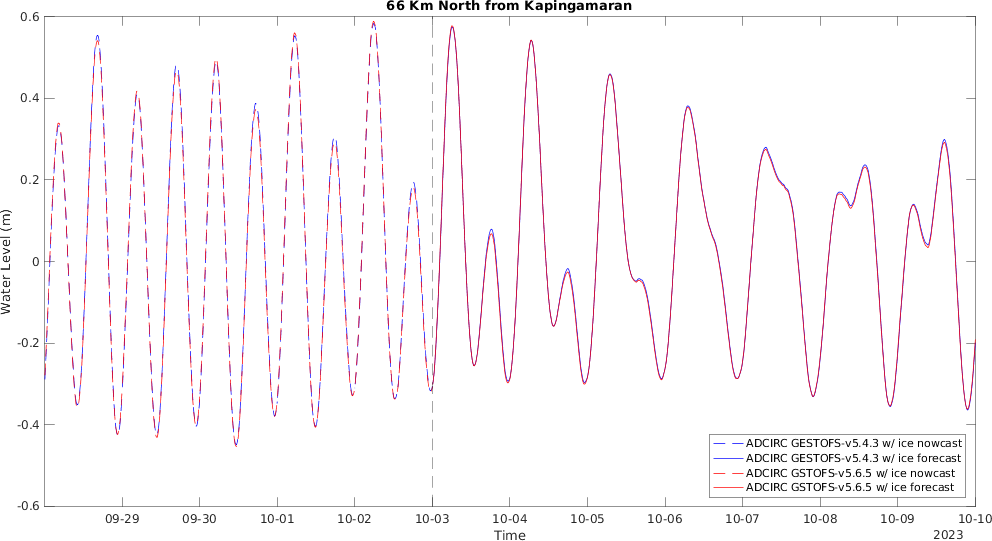 66 Km North from Kapingamaran
Water Level (m)
0.6
0.4
0.2
0
-0.2
-0.4
-0.6
09-29
09-30
10-01
10-02
10-03
10-04
10-05
10-06
10-07
10-08
10-09
10-10
Time
2023
ADCIRC GESTOFS-v5.4.3 w/ ice nowcast
ADCIRC GESTOFS-v5.4.3 w/ ice forecast
ADCIRC GSTOFS-v5.6.5 w/ ice nowcast
ADCIRC GSTOFS-v5.6.5 w/ ice forecast